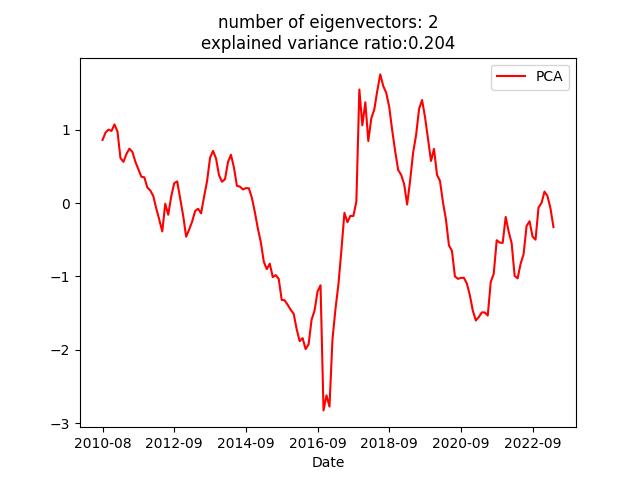 number of eigenvectors: 2
explained variance ratio:0.204
PCA
1
0
−1
−2
−3
2010-08 2012-09 2014-09 2016-09 2018-09 2020-09 2022-09
Date